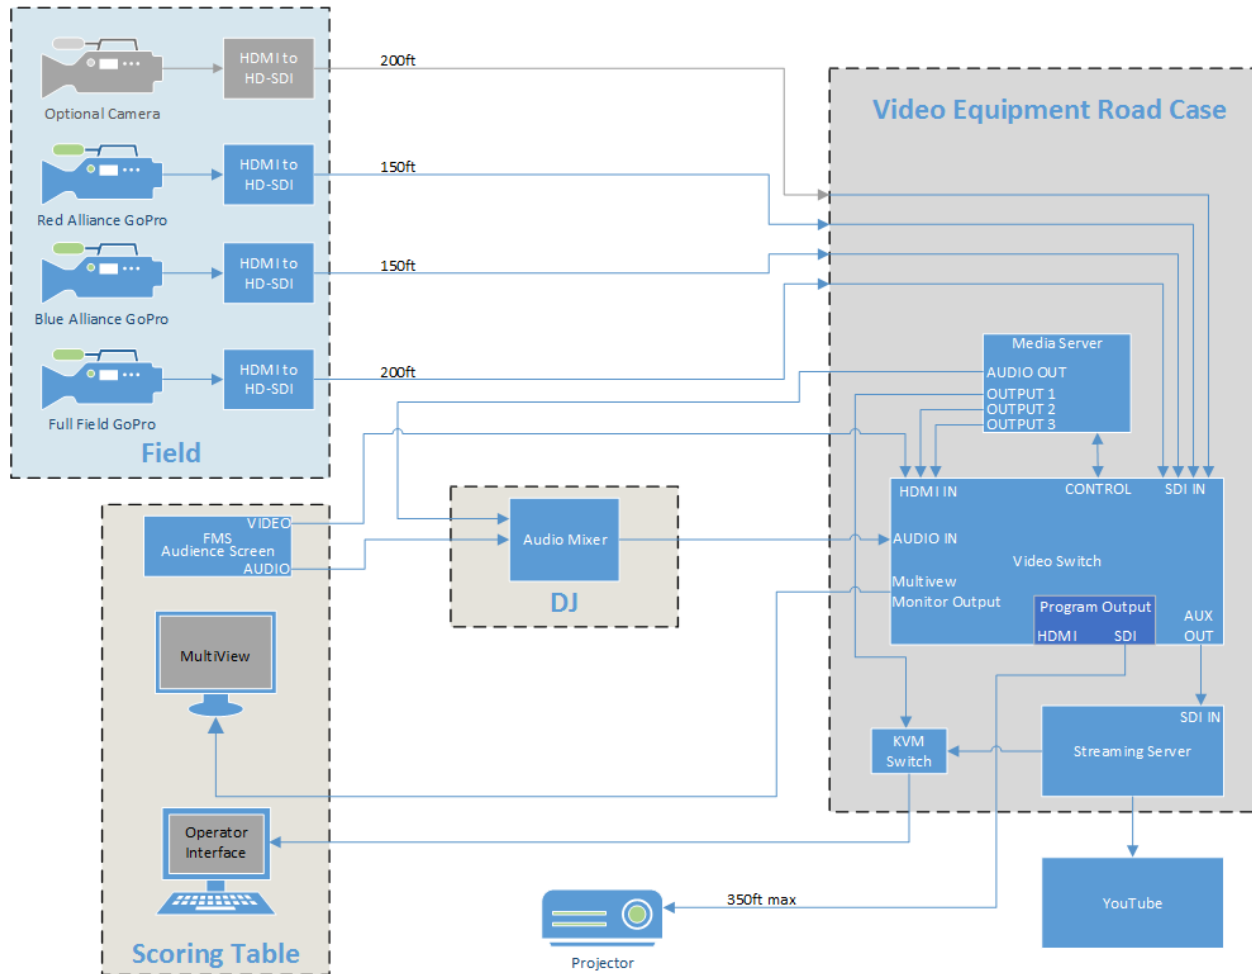 HDMI to
HD-SDI
200ft
Optional Camera
Video Equipment Road Case
HDMI to
HD-SDI
150ft
Red Alliance GoPro
HDMI to
HD-SDI
150ft
Blue Alliance GoPro
HDMI to
HD-SDI
200ft
Full Field GoPro
Field
Media Server
AUDIO OUT
OUTPUT 1
OUTPUT 2
OUTPUT 3
HDMI IN
CONTROL
SDI IN
VIDEO
FMS
Audience Screen
AUDIO
Audio Mixer
DJ
AUDIO IN
Video Switch
Multivew
Monitor Output
Program Output
HDMI
SDI
AUX
OUT
MultiView
SDI IN
KVM
Switch
Streaming Server
Operator
Interface
350ft max
YouTube
Scoring Table
Projector